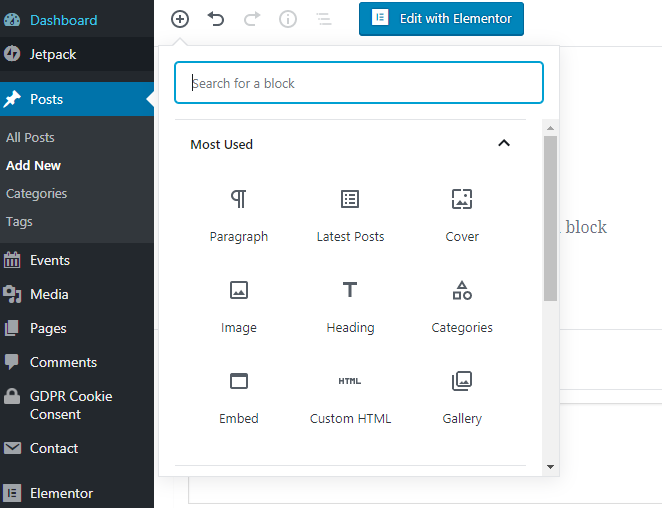 Dashboard
Jetpack
Posts
All Posts
Add New
Categories
Tags
Events
Media
Pages
Comments
GDPR Cookie
Consent
Contact
Elementor
Edit with Elementor
Search for a block
Most Used
Paragraph Latest Posts Cover
Image Heading Categories
HTML
Embed Custom HTML Gallery
block